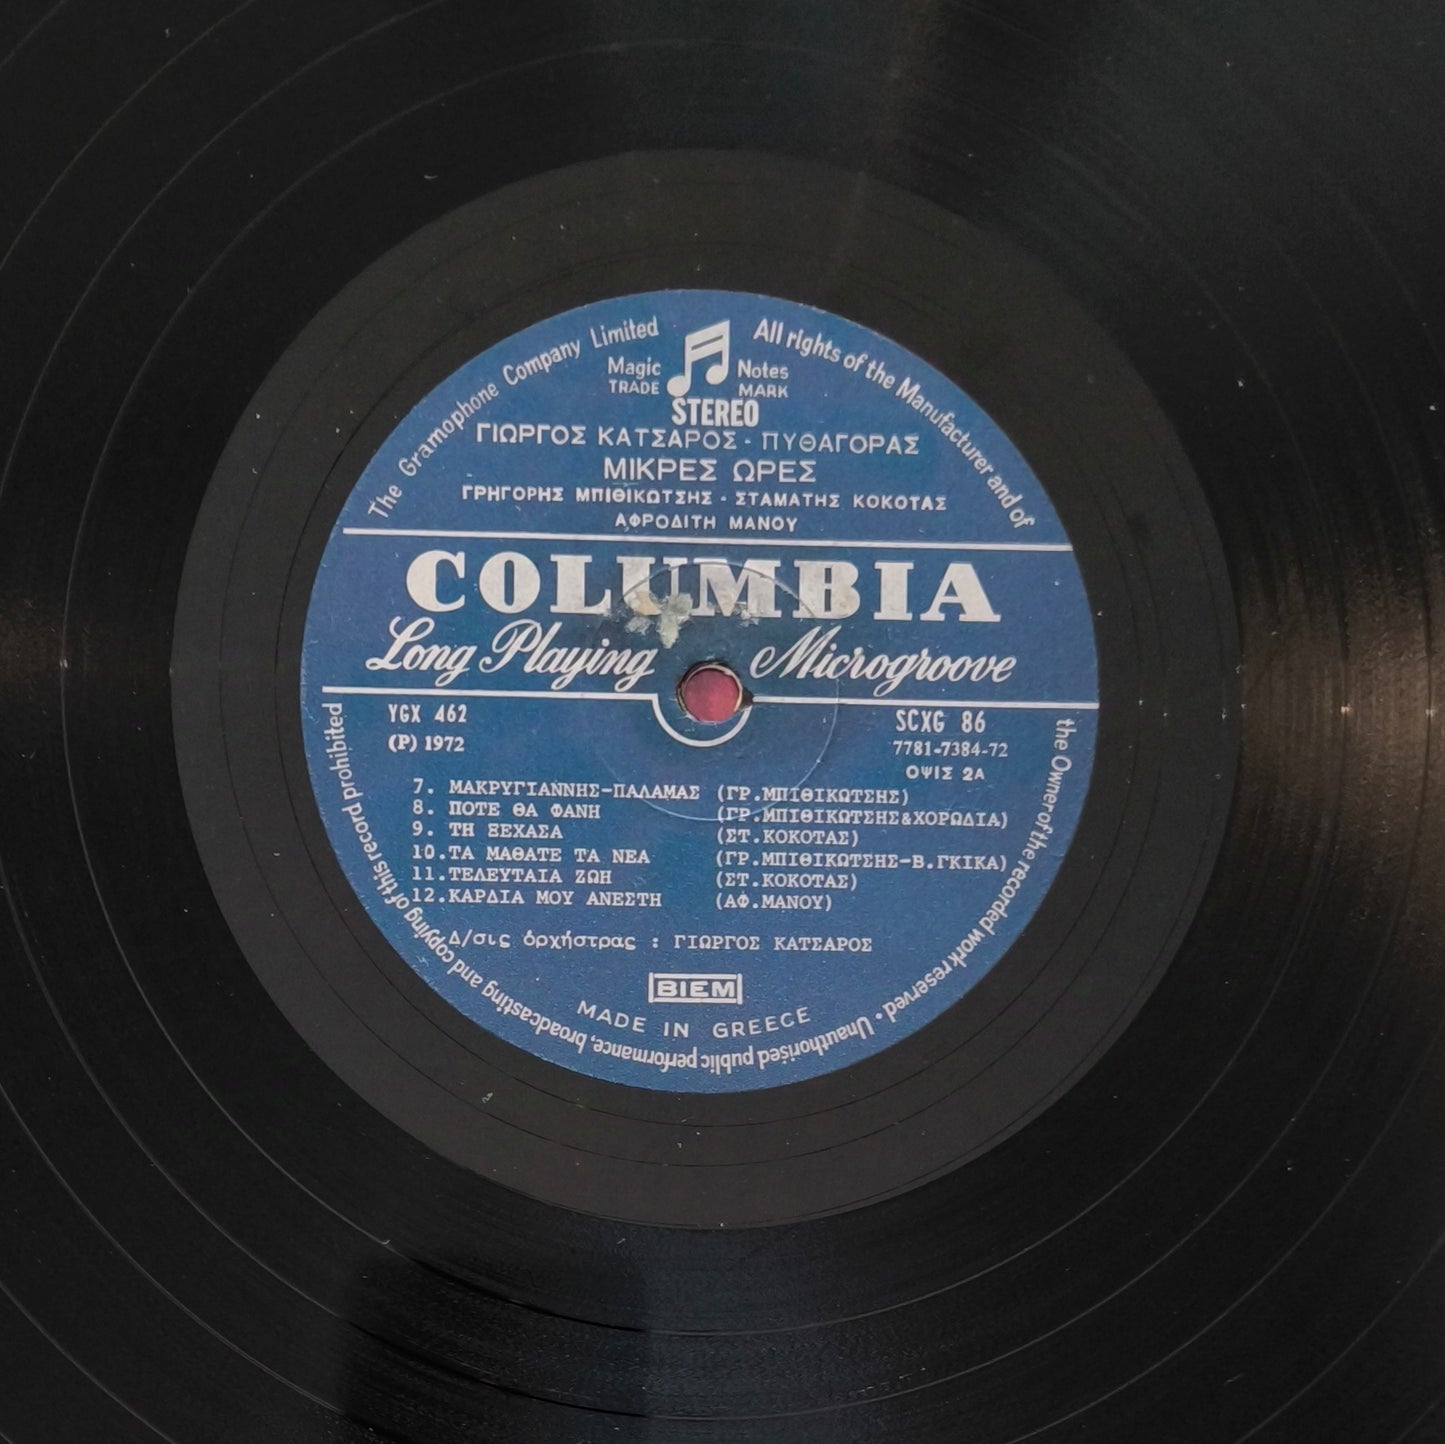 The Gramophone Company Limited
All rights of the Manufacturer and of
the Owner of the recorded work reserved • Unauthorised public performance, broadcasting and copying of this record prohibited
Magic Notes
TRADE MARK
STEREO
ΓΙΩΡΓΟΣ ΚΑΤΣΑΡΟΣ - ΠΥΘΑΓΟΡΑΣ
ΜΙΚΡΕΣ ΩΡΕΣ
ΓΡΗΓΟΡΗΣ ΜΠΙΘΙΚΩΤΣΗΣ - ΣΤΑΜΑΤΗΣ ΚΟΚΟΤΑΣ
ΑΦΡΟΔΙΤΗ ΜΑΝΟΥ
COLUMBIA
Long Playing Microgroove
YGX 462 SCXG 86
(P) 1972 7781-7384-72
ΟΨΙΣ 2Α
7. ΜΑΚΡΥΓΙΑΝΝΗΣ-ΠΑΛΑΜΑΣ (ΓΡ.ΜΠΙΘΙΚΩΤΣΗΣ)
8. ΠΟΤΕ ΘΑ ΦΑΝΗ (ΓΡ.ΜΠΙΘΙΚΩΤΣΗΣ&ΧΟΡΩΔΙΑ)
9. ΤΗ ΞΕΧΑΣΑ (ΣΤ.ΚΟΚΟΤΑΣ)
10.ΤΑ ΜΑΘΑΤΕ ΤΑ ΝΕΑ (ΓΡ.ΜΠΙΘΙΚΩΤΣΗΣ-Β.ΓΚΙΚΑ)
11.ΤΕΛΕΥΤΑΙΑ ΖΩΗ (ΣΤ.ΚΟΚΟΤΑΣ)
12.ΚΑΡΔΙΑ ΜΟΥ ΑΝΕΣΤΗ (ΑΦ.ΜΑΝΟΥ)
Δ/σις ὀρχήστρας : ΓΙΩΡΓΟΣ ΚΑΤΣΑΡΟΣ
BIEM
MADE IN GREECE